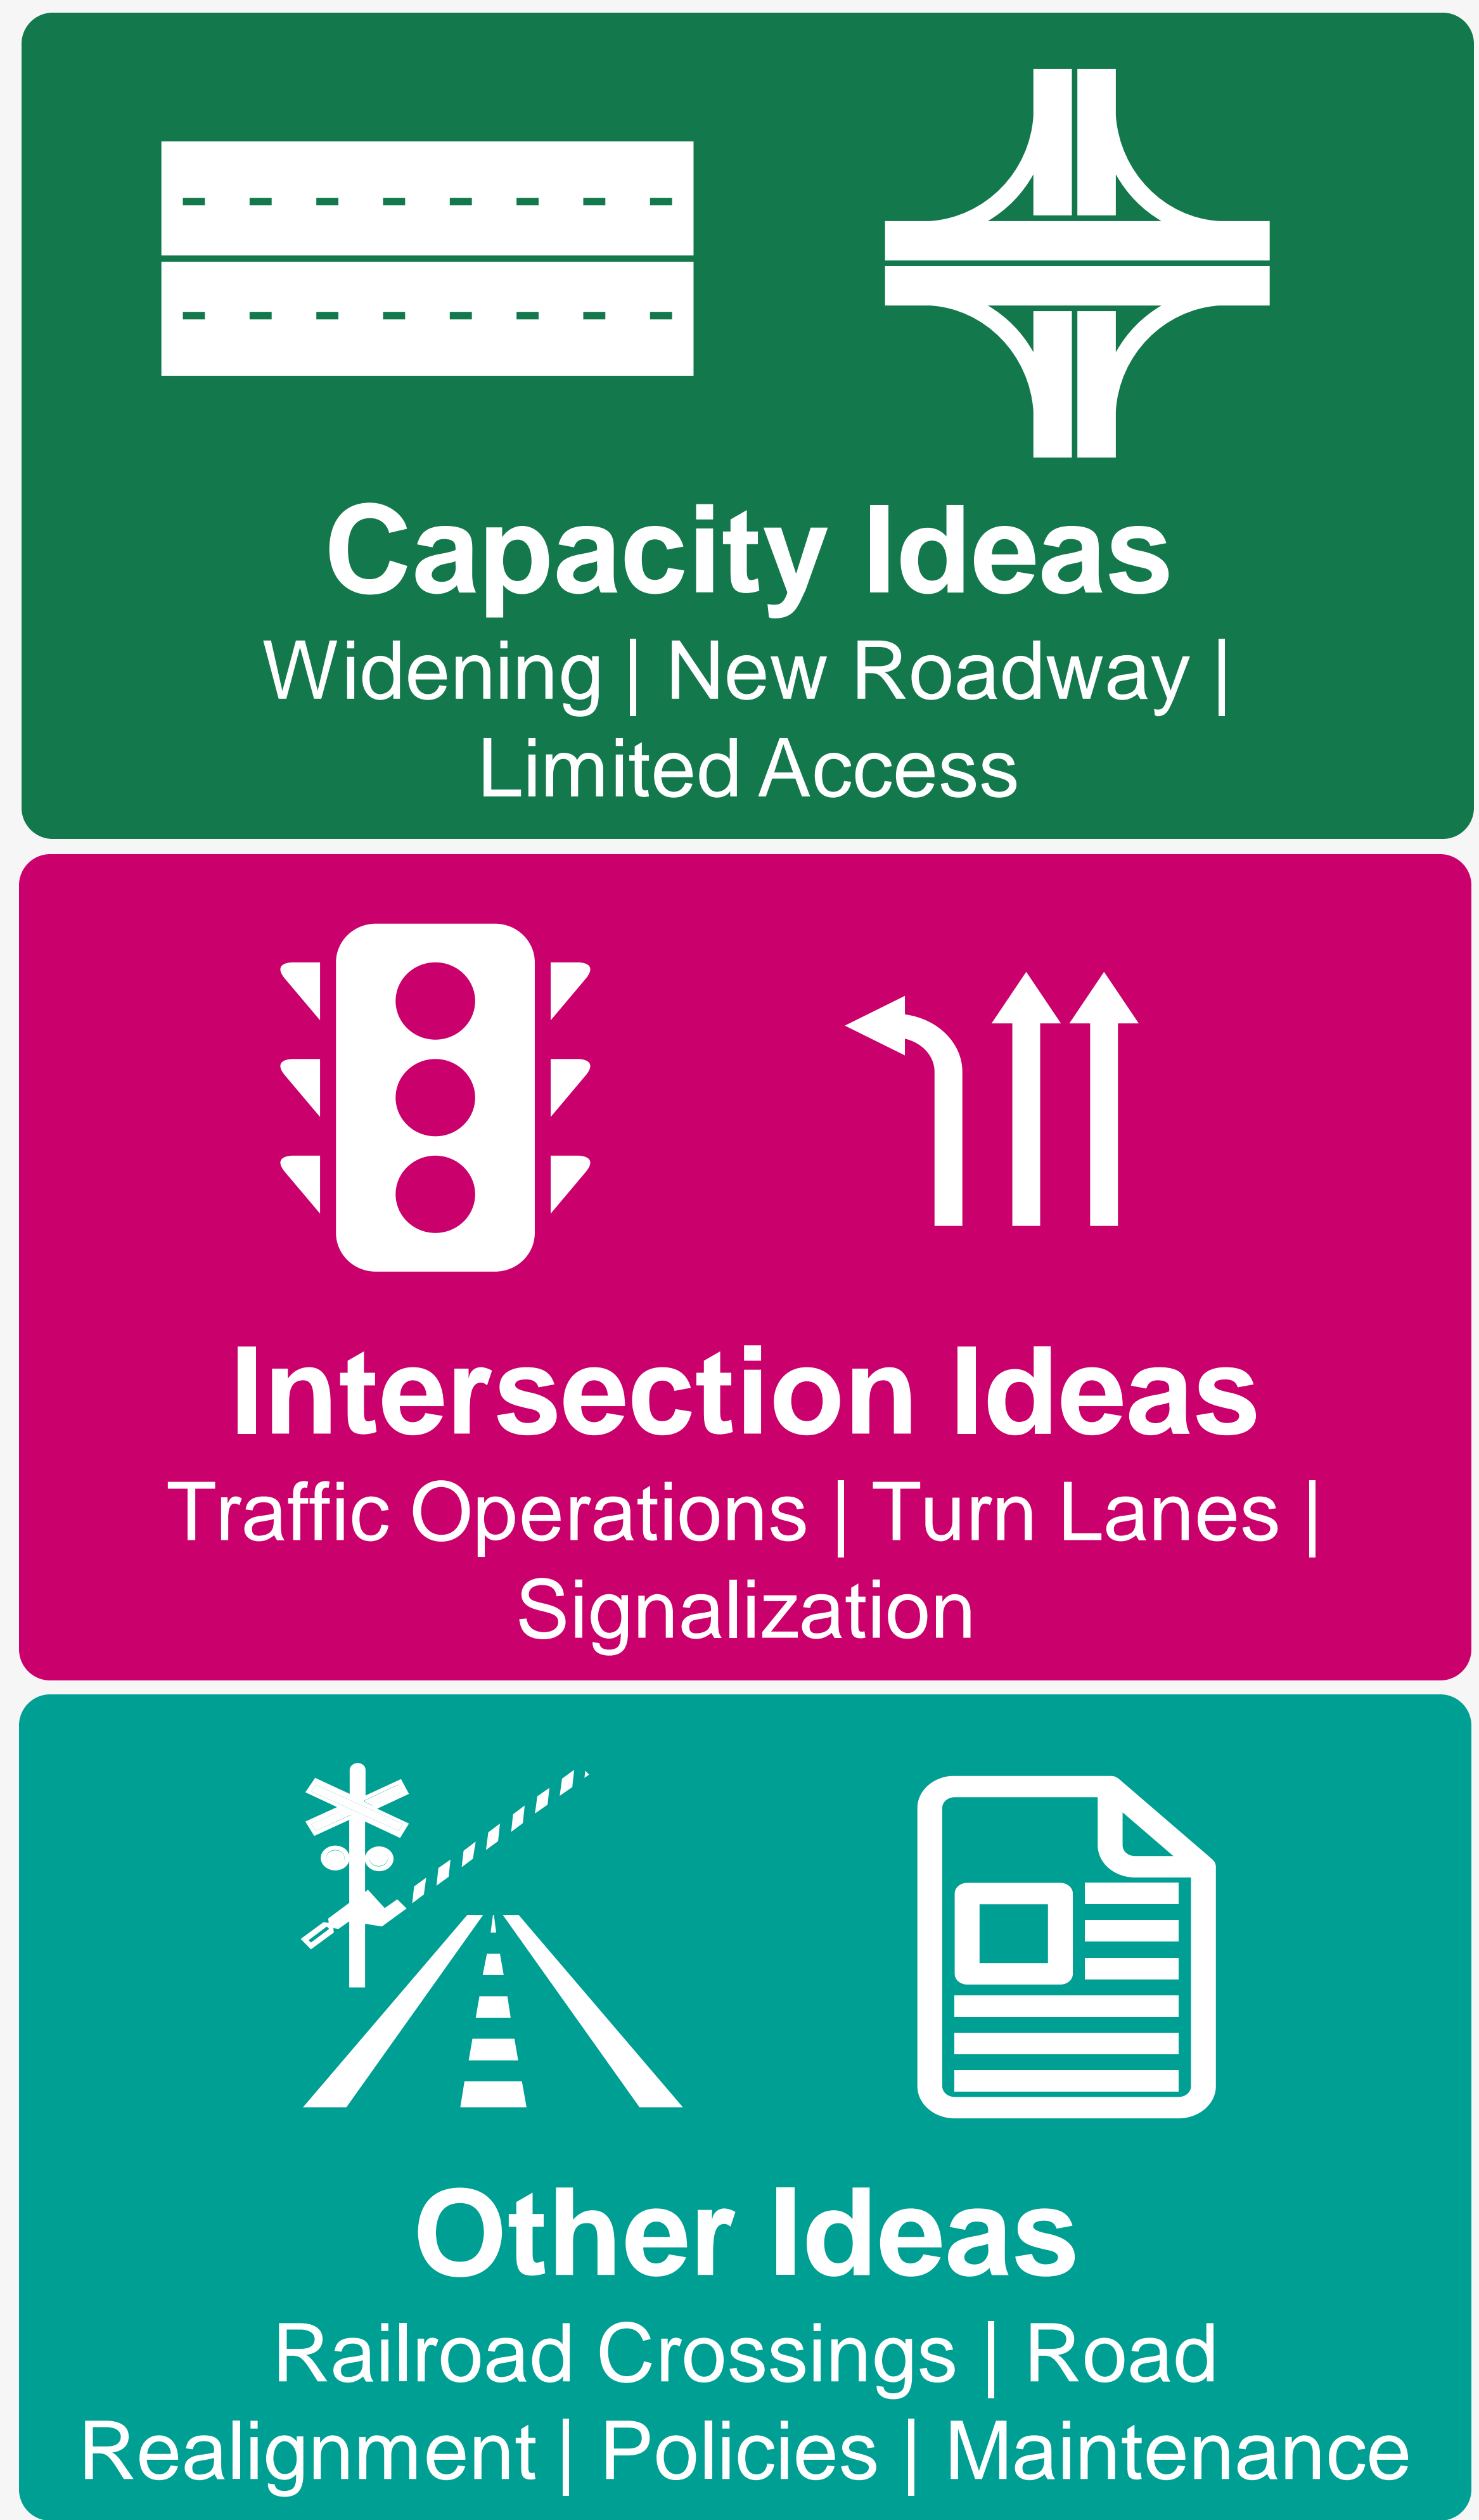 Capacity Ideas
Widening | New Roadway |
Limited Access
Intersection Ideas
Traffic Operations | Turn Lanes |
Signalization
Other Ideas
Railroad Crossings | Road
Realignment | Policies | Maintenance